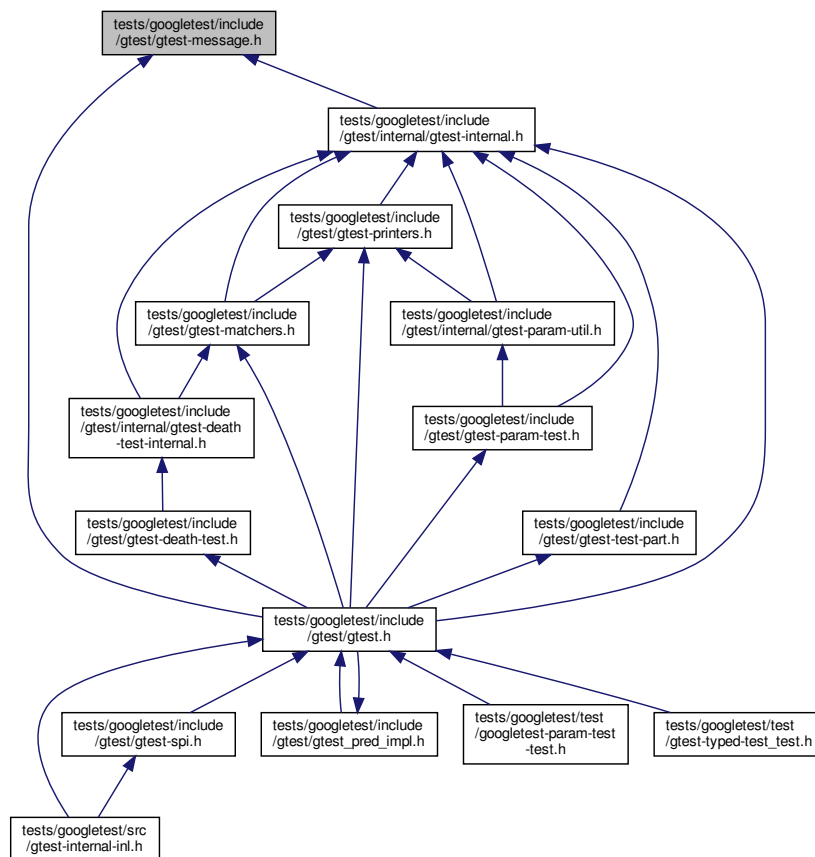 tests/googletest/include
/gtest/gtest-message.h
tests/googletest/include
/gtest/internal/gtest-internal.h
tests/googletest/include
/gtest/gtest-printers.h
tests/googletest/include
/gtest/gtest-matchers.h
tests/googletest/include
/gtest/internal/gtest-param-util.h
tests/googletest/include
/gtest/internal/gtest-death
-test-internal.h
tests/googletest/include
/gtest/gtest-param-test.h
tests/googletest/include
/gtest/gtest-death-test.h
tests/googletest/include
/gtest/gtest-test-part.h
tests/googletest/include
/gtest/gtest.h
tests/googletest/include
/gtest/gtest-spi.h
tests/googletest/include
/gtest/gtest_pred_impl.h
tests/googletest/test
/googletest-param-test
-test.h
tests/googletest/test
/gtest-typed-test_test.h
tests/googletest/src
/gtest-internal-inl.h